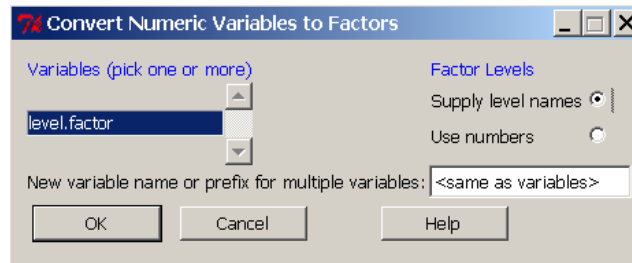 Convert Numeric Variables to Factors
Variables (pick one or more)
Factor Levels
level.factor
Supply level names
Use numbers
New variable name or prefix for multiple variables: <same as variables>
OK Cancel Help